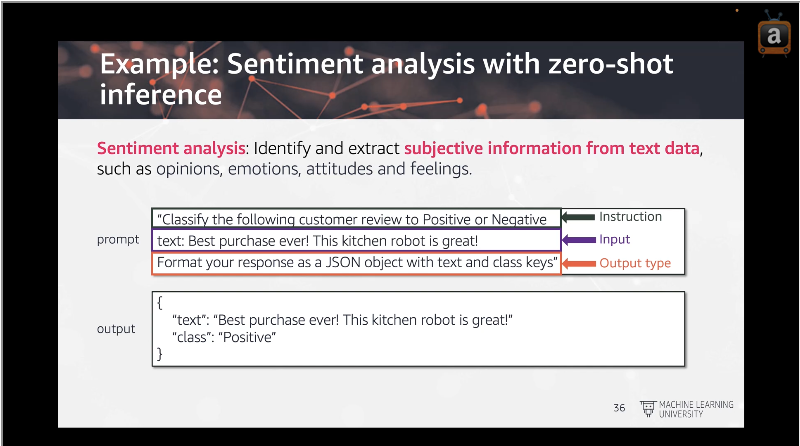 a
Example: Sentiment analysis with zero-shot
inference
Sentiment analysis: Identify and extract subjective information from text data,
such as opinions, emotions, attitudes and feelings.
prompt
“Classify the following customer review to Positive or Negative
Instruction
text: Best purchase ever! This kitchen robot is great!
Input
Format your response as a JSON object with text and class keys”
Output type
output
{
“text”: “Best purchase ever! This kitchen robot is great!”
“class”: “Positive”
}
36
MACHINE LEARNING
UNIVERSITY